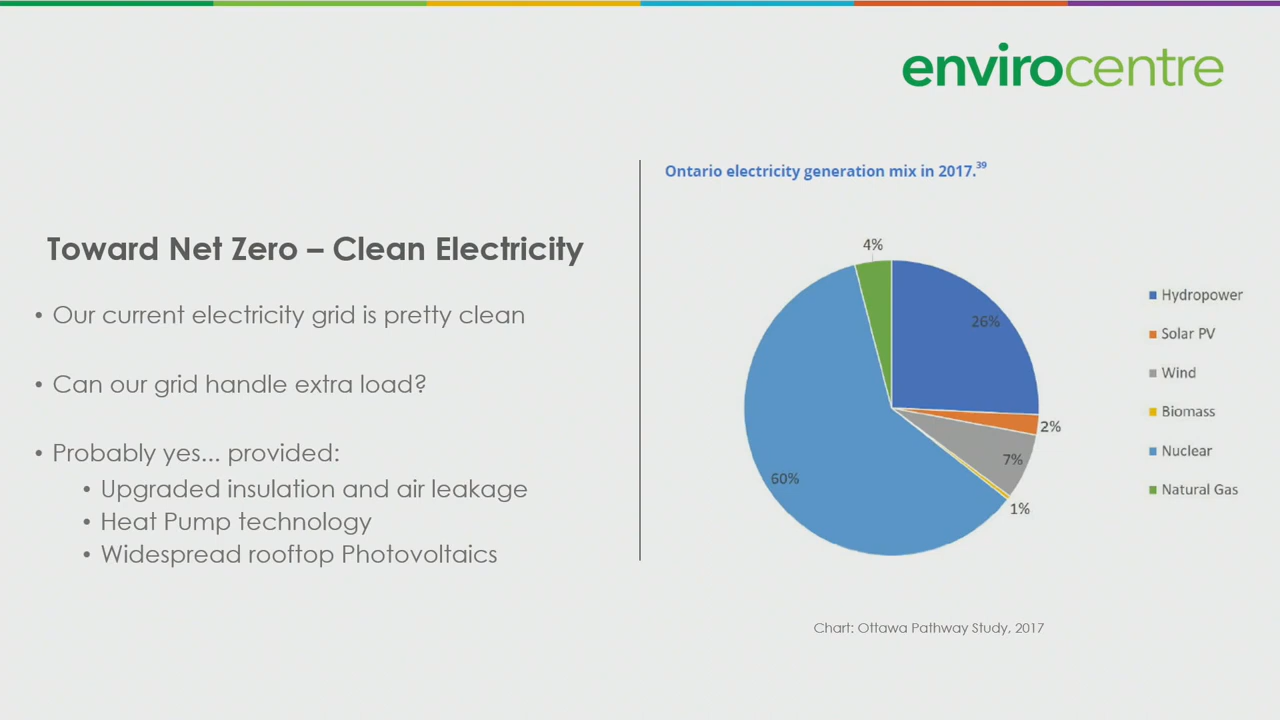 envirocentre
Toward Net Zero – Clean Electricity
• Our current electricity grid is pretty clean
• Can our grid handle extra load?
• Probably yes... provided:
• Upgraded insulation and air leakage
• Heat Pump technology
• Widespread rooftop Photovoltaics
Ontario electricity generation mix in 2017.³⁹
4%
26%
2%
7%
1%
60%
Hydropower
Solar PV
Wind
Biomass
Nuclear
Natural Gas
Chart: Ottawa Pathway Study, 2017